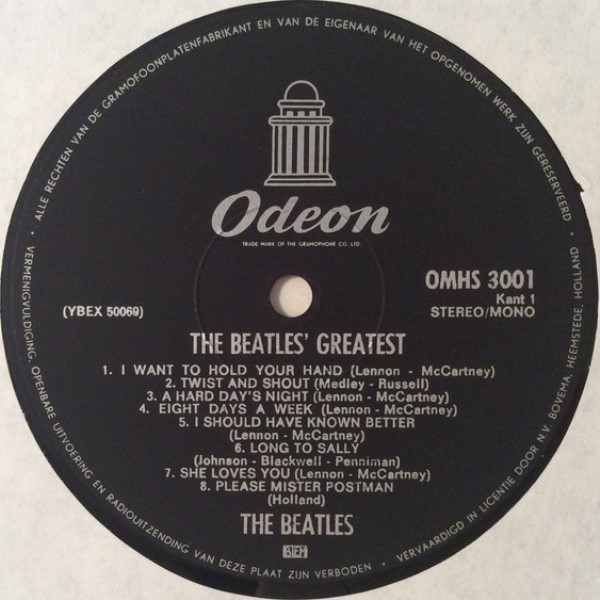 ALLE RECHTEN VAN DE GRAMOFOONPLATENFABRIKANT EN VAN DE EIGENAAR VAN HET OPGENOMEN WERK ZIJN GERESERVEERD •
Odeon
TRADE MARK OF THE GRAMOPHONE CO. LTD.
OMHS 3001
Kant 1
(YBEX 50069)
STEREO/MONO
THE BEATLES' GREATEST
1. I WANT TO HOLD YOUR HAND (Lennon - McCartney)
2. TWIST AND SHOUT (Medley - Russell)
3. A HARD DAY'S NIGHT (Lennon - McCartney)
4. EIGHT DAYS A WEEK (Lennon - McCartney)
5. I SHOULD HAVE KNOWN BETTER
(Lennon - McCartney)
6. LONG TO SALLY
(Johnson - Blackwell - Penniman)
7. SHE LOVES YOU (Lennon - McCartney)
8. PLEASE MISTER POSTMAN
(Holland)
THE BEATLES
BIEM
• VERMENIGVULDIGING, OPENBARE UITVOERING EN RADIOUITZENDING VAN DEZE PLAAT ZIJN VERBODEN •
VERVAARDIGD IN LICENTIE DOOR N.V. BOVEMA, HEEMSTEDE, HOLLAND •